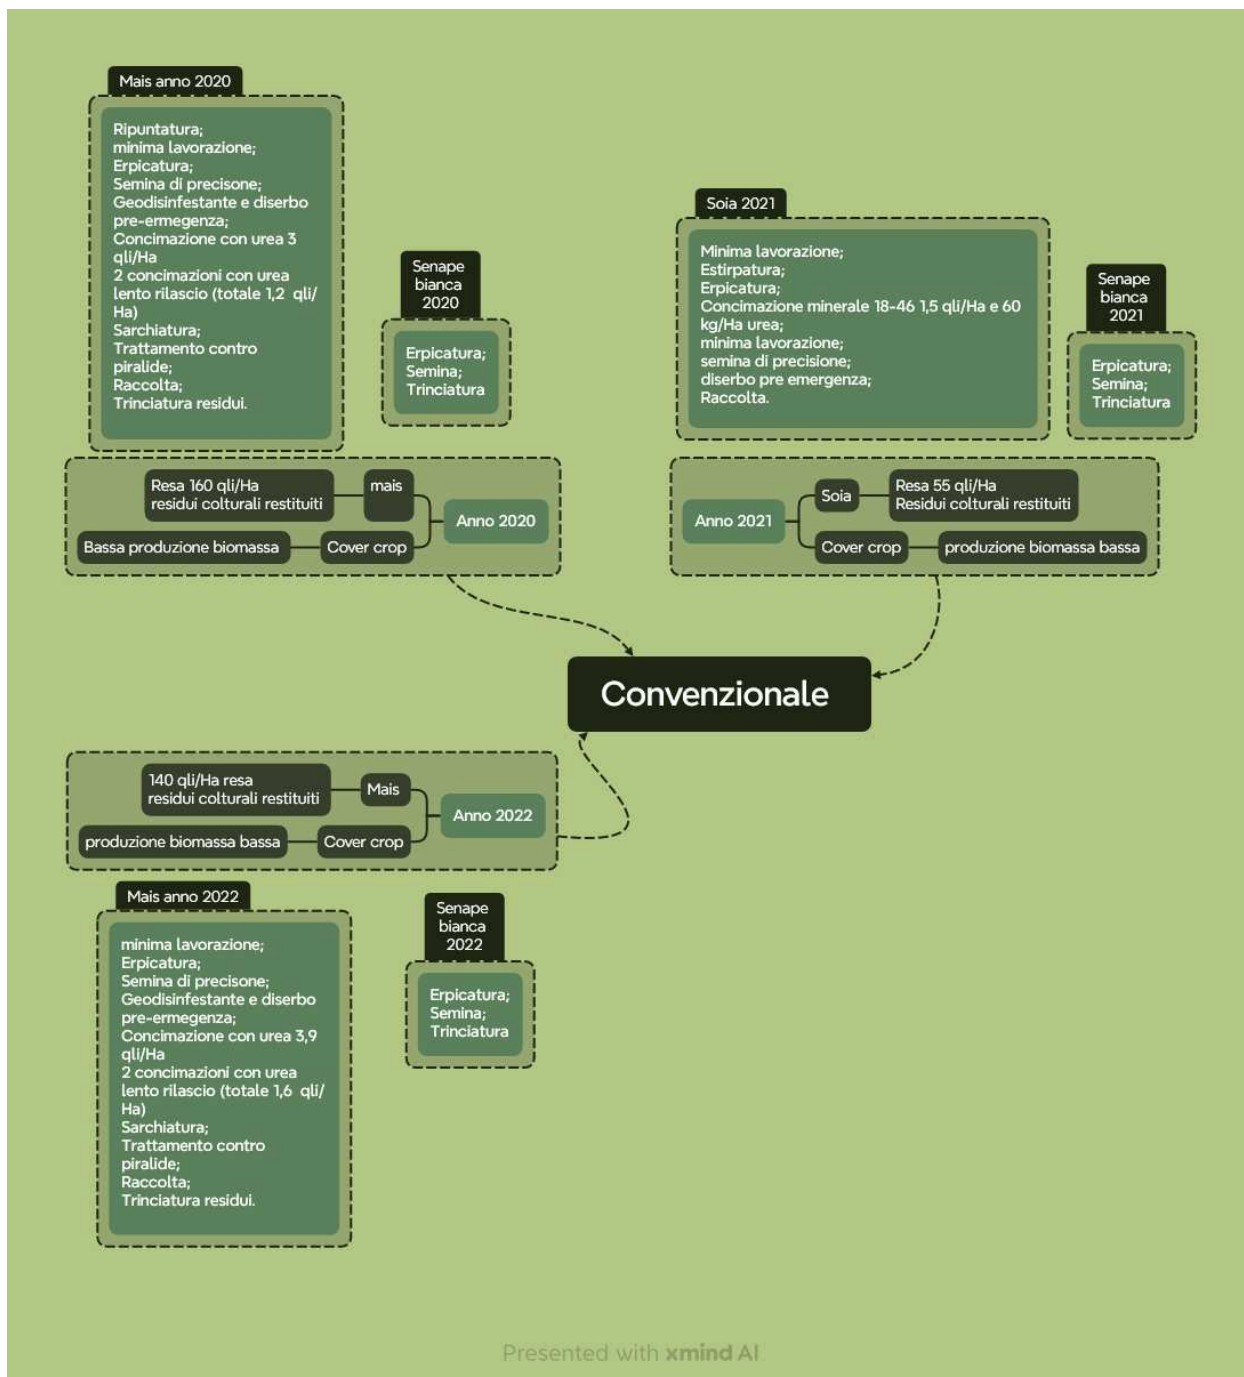 Mais anno 2020
Ripuntatura;
minima lavorazione;
Erpicatura;
Semina di precisone;
Geodisinfestante e diserbo
pre-ermegenza;
Concimazione con urea 3
qli/Ha
2 concimazioni con urea
lento rilascio (totale 1,2 qli/
Ha)
Sarchiatura;
Trattamento contro
piralide;
Raccolta;
Trinciatura residui.
Senape
bianca
2020
Erpicatura;
Semina;
Trinciatura
Resa 160 qli/Ha
residui colturali restituiti
mais
Anno 2020
Bassa produzione biomassa
Cover crop
Soia 2021
Minima lavorazione;
Estirpatura;
Erpicatura;
Concimazione minerale 18-46 1,5 qli/Ha e 60
kg/Ha urea;
minima lavorazione;
semina di precisione;
diserbo pre emergenza;
Raccolta.
Senape
bianca
2021
Erpicatura;
Semina;
Trinciatura
Anno 2021
Soia
Resa 55 qli/Ha
Residui colturali restituiti
Cover crop
produzione biomassa bassa
Convenzionale
140 qli/Ha resa
residui colturali restituiti
Mais
Anno 2022
produzione biomassa bassa
Cover crop
Mais anno 2022
minima lavorazione;
Erpicatura;
Semina di precisone;
Geodisinfestante e diserbo
pre-ermegenza;
Concimazione con urea 3,9
qli/Ha
2 concimazioni con urea
lento rilascio (totale 1,6 qli/
Ha)
Sarchiatura;
Trattamento contro
piralide;
Raccolta;
Trinciatura residui.
Senape
bianca
2022
Erpicatura;
Semina;
Trinciatura
Presented with xmind AI